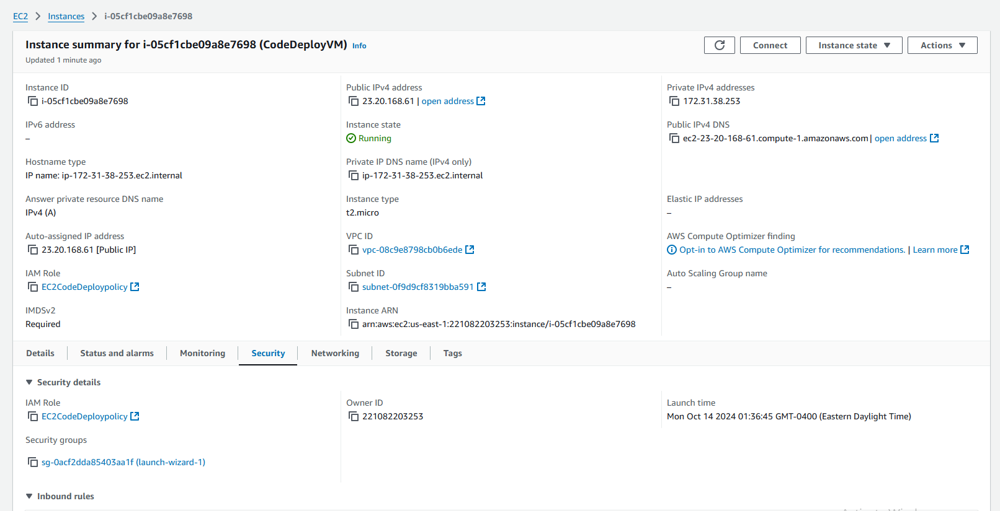 EC2 > Instances > i-05cf1cbe09a8e7698
Instance summary for i-05cf1cbe09a8e7698 (CodeDeployVM) Info
Updated 1 minute ago
Connect
Instance state
Actions
Instance ID
i-05cf1cbe09a8e7698
Public IPv4 address
23.20.168.61 | open address
Private IPv4 addresses
172.31.38.253
IPv6 address
–
Instance state
Running
Public IPv4 DNS
ec2-23-20-168-61.compute-1.amazonaws.com | open address
Hostname type
IP name: ip-172-31-38-253.ec2.internal
Private IP DNS name (IPv4 only)
ip-172-31-38-253.ec2.internal
Answer private resource DNS name
IPv4 (A)
Instance type
t2.micro
Elastic IP addresses
–
Auto-assigned IP address
23.20.168.61 [Public IP]
VPC ID
vpc-08c9e8798cb0b6ede
AWS Compute Optimizer finding
Opt-in to AWS Compute Optimizer for recommendations. | Learn more
IAM Role
EC2CodeDeploypolicy
Subnet ID
subnet-0f9d9cf8319bba591
Auto Scaling Group name
–
IMDSv2
Required
Instance ARN
arn:aws:ec2:us-east-1:221082203253:instance/i-05cf1cbe09a8e7698
Details
Status and alarms
Monitoring
Security
Networking
Storage
Tags
Security details
IAM Role
EC2CodeDeploypolicy
Owner ID
221082203253
Launch time
Mon Oct 14 2024 01:36:45 GMT-0400 (Eastern Daylight Time)
Security groups
sg-0acf2dda85403aa1f (launch-wizard-1)
Inbound rules